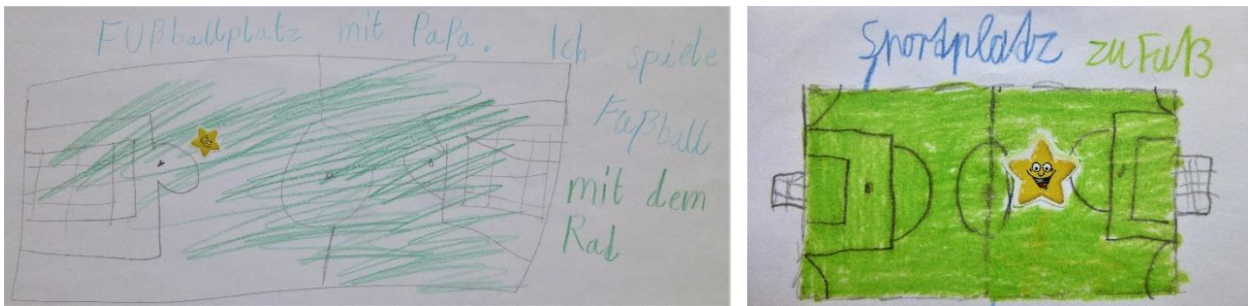 FUßballplatz mit PaPa. Ich spiele
Fußball
mit dem
Rad
Sportplatz zu Fuß